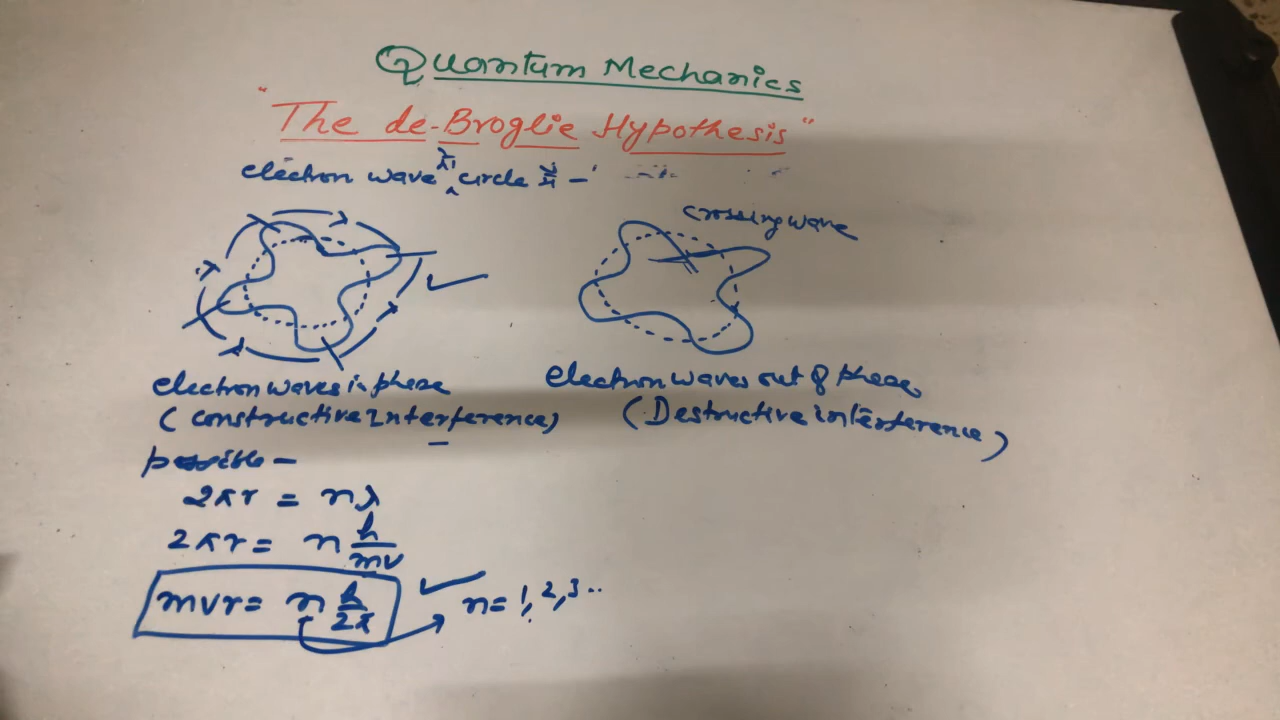 Quantum Mechanics
"The de-Broglie Hypothesis"
electron wave circle में -
crossing wave
electron waves in phase
(constructive Interference)
electron waves out of phase
(Destructive interference)
possible -
2πr = nλ
2πr = n h/mv
mvr = n h/2π
n = 1, 2, 3 ..